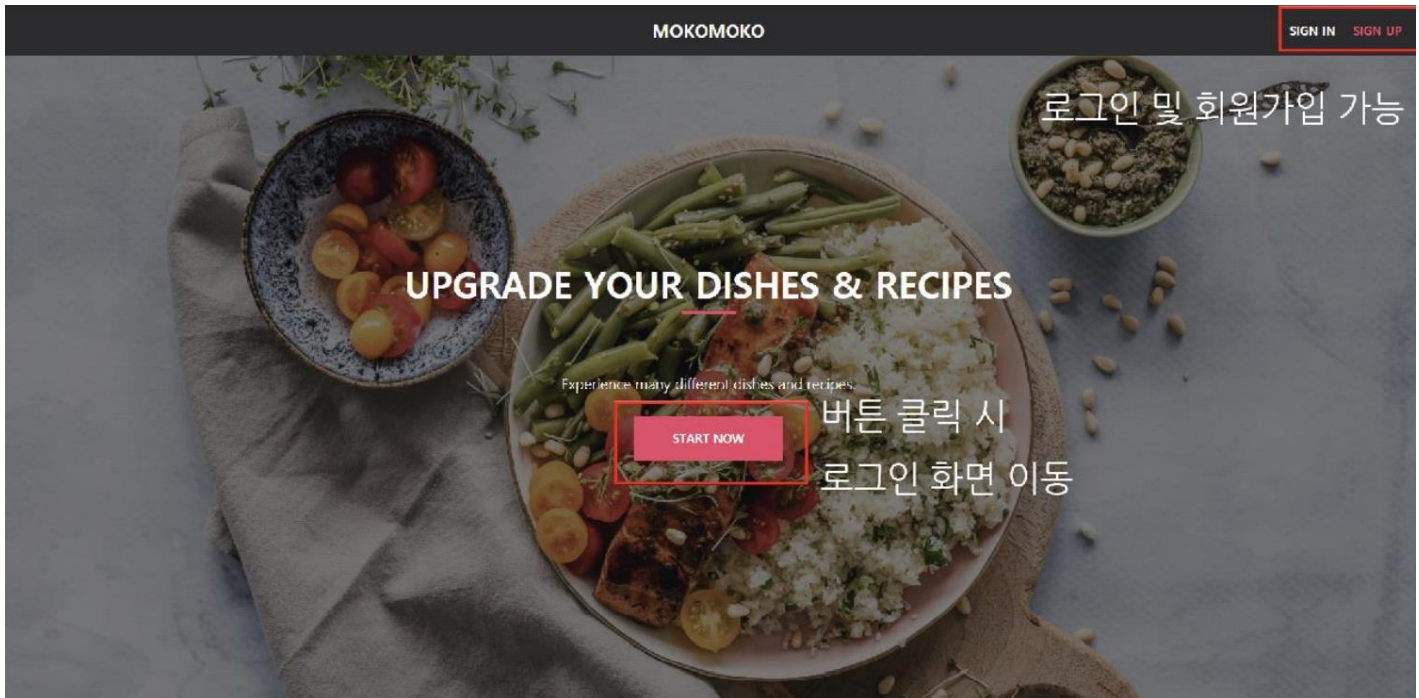 MOKOMOKO
SIGN IN SIGN UP
로그인 및 회원가입 가능
UPGRADE YOUR DISHES & RECIPES
Experience many different dishes and recipes.
START NOW
버튼 클릭 시
로그인 화면 이동